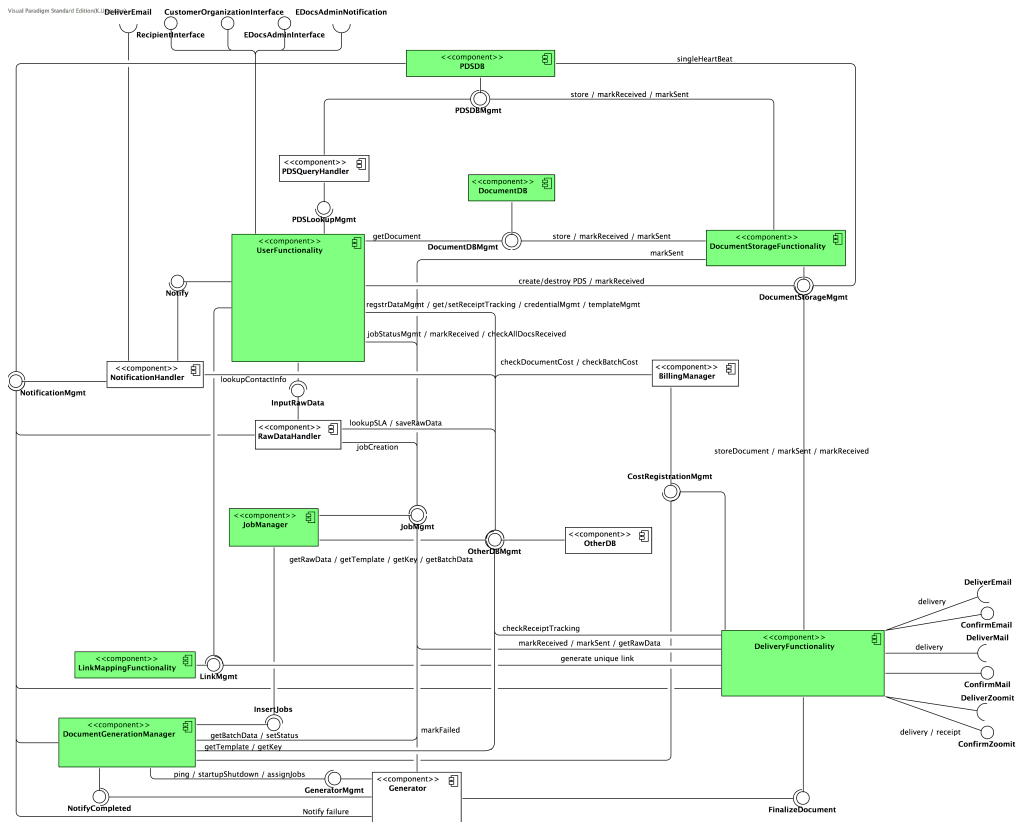 Visual Paradigm Standard Edition(K.U.
DeliverEmail
CustomerOrganizationInterface
EDocsAdminNotification
RecipientInterface
EDocsAdminInterface
<<component>>
PDSDB
singleHeartBeat
store / markReceived / markSent
PDSDBMgmt
<<component>>
PDSQueryHandler
<<component>>
DocumentDB
PDSLookupMgmt
<<component>>
UserFunctionality
getDocument
DocumentDBMgmt
store / markReceived / markSent
<<component>>
DocumentStorageFunctionality
markSent
create/destroy PDS / markReceived
DocumentStorageMgmt
Notify
registrDataMgmt / get/setReceiptTracking / credentialMgmt / templateMgmt
jobStatusMgmt / markReceived / checkAllDocsReceived
<<component>>
NotificationHandler
checkDocumentCost / checkBatchCost
<<component>>
BillingManager
lookupContactInfo
NotificationMgmt
InputRawData
<<component>>
RawDataHandler
lookupSLA / saveRawData
jobCreation
storeDocument / markSent / markReceived
CostRegistrationMgmt
<<component>>
JobManager
JobMgmt
<<component>>
OtherDB
OtherDBMgmt
getRawData / getTemplate / getKey / getBatchData
DeliverEmail
delivery
ConfirmEmail
checkReceiptTracking
<<component>>
DeliveryFunctionality
DeliverMail
markReceived / markSent / getRawData
delivery
<<component>>
LinkMappingFunctionality
generate unique link
LinkMgmt
ConfirmMail
DeliverZoomit
InsertJobs
<<component>>
DocumentGenerationManager
getBatchData / setStatus
markFailed
delivery / receipt
ConfirmZoomit
getTemplate / getKey
ping / startupShutdown / assignJobs
GeneratorMgmt
<<component>>
Generator
NotifyCompleted
Notify failure
FinalizeDocument